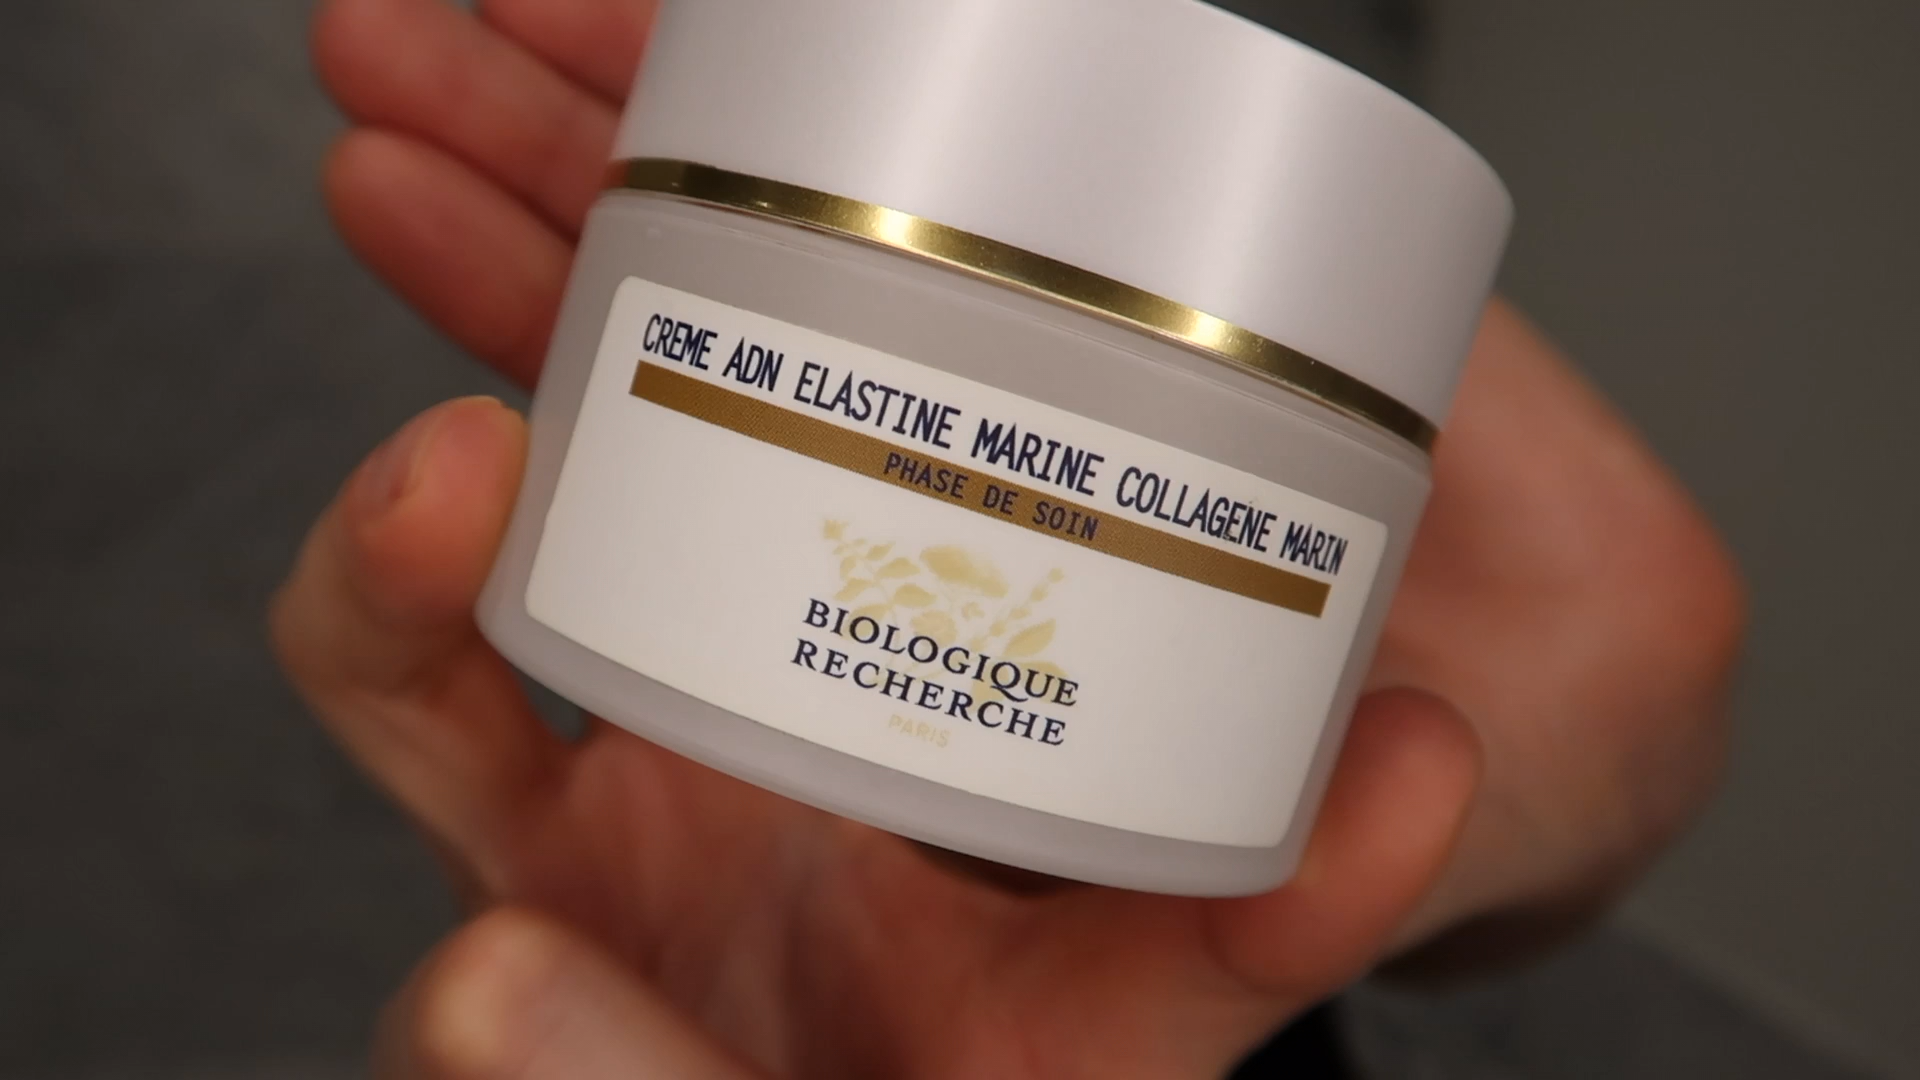 CREME ADN ELASTINE MARINE COLLAGENE MARIN
PHASE DE SOIN
BIOLOGIQUE
RECHERCHE
PARIS